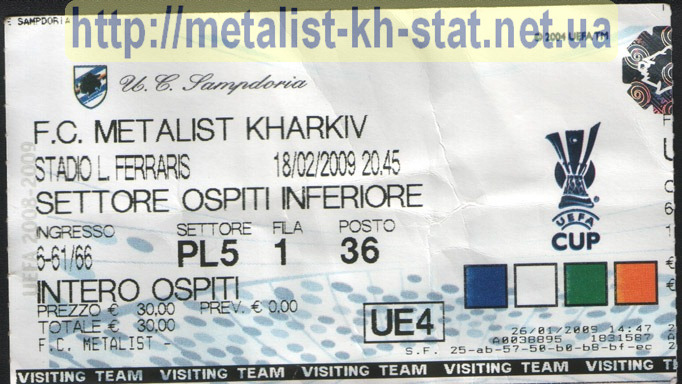 SAMPDORIA
http://metalist-kh-stat.net.ua
© 2004 UEFA TM
U. C. Sampdoria
F.C. METALIST KHARKIV
STADIO L. FERRARIS 18/02/2009 20.45
SETTORE OSPITI INFERIORE
INGRESSO SETTORE FILA POSTO
6-61/66 PL5 1 36
INTERO OSPITI
PREZZO € 30,00 PREV. € 0,00
TOTALE € 30,00
F.C. METALIST -
UEFA 2008-2009
UEFA
CUP
UE4
26/01/2009 14:47
A0038895 1831587
S.F. 25-ab-57-50-b0-b8-bf-ec
VISITING TEAM VISITING TEAM VISITING TEAM VISITING TEAM VISITING TEAM